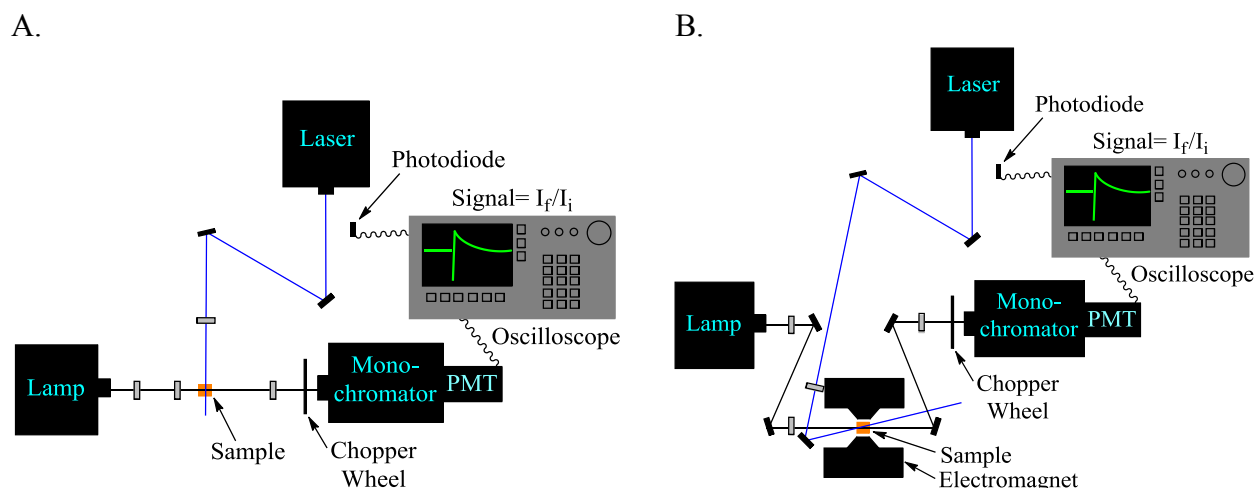 A.
Laser
Photodiode
Signal= I_f/I_i
Oscilloscope
Lamp
Mono-
chromator
PMT
Sample
Chopper
Wheel
B.
Laser
Photodiode
Signal= I_f/I_i
Oscilloscope
Lamp
Mono-
chromator
PMT
Chopper
Wheel
Sample
Electromagnet